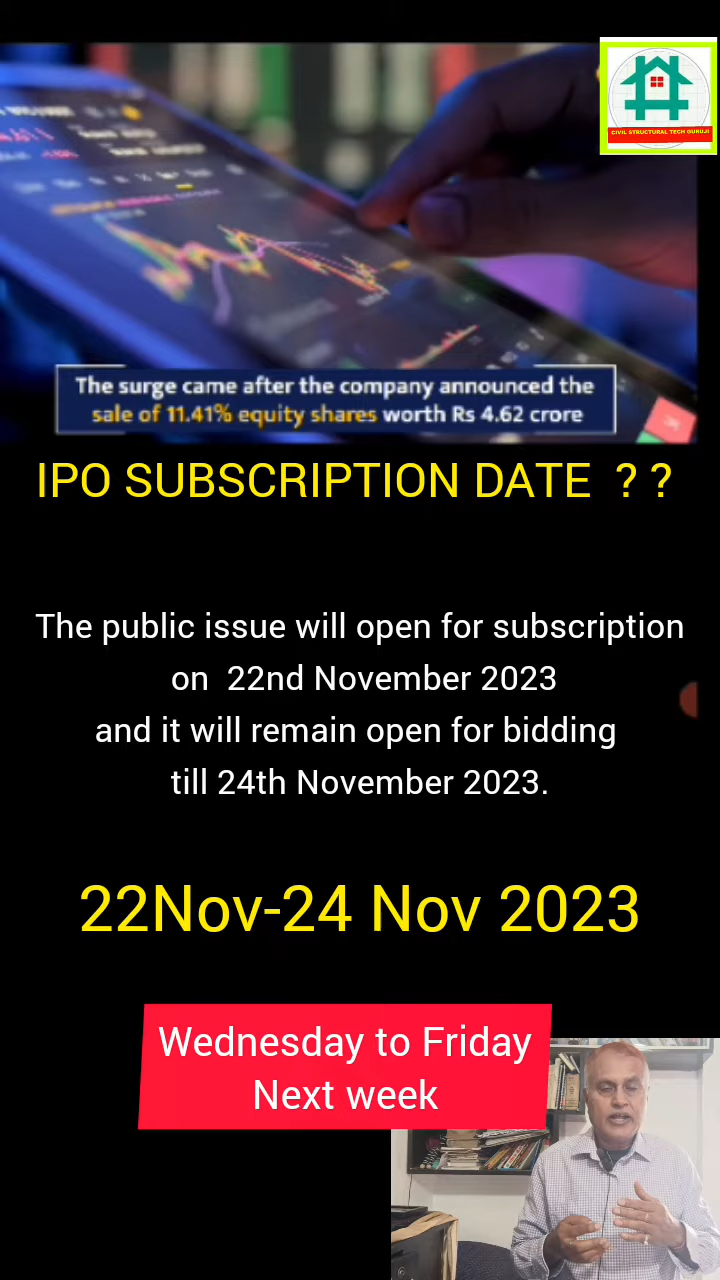 CIVIL STRUCTURAL TECH GURUJI
The surge came after the company announced the
sale of 11.41% equity shares worth Rs 4.62 crore
IPO SUBSCRIPTION DATE ? ?
The public issue will open for subscription
on 22nd November 2023
and it will remain open for bidding
till 24th November 2023.
22Nov-24 Nov 2023
Wednesday to Friday
Next week